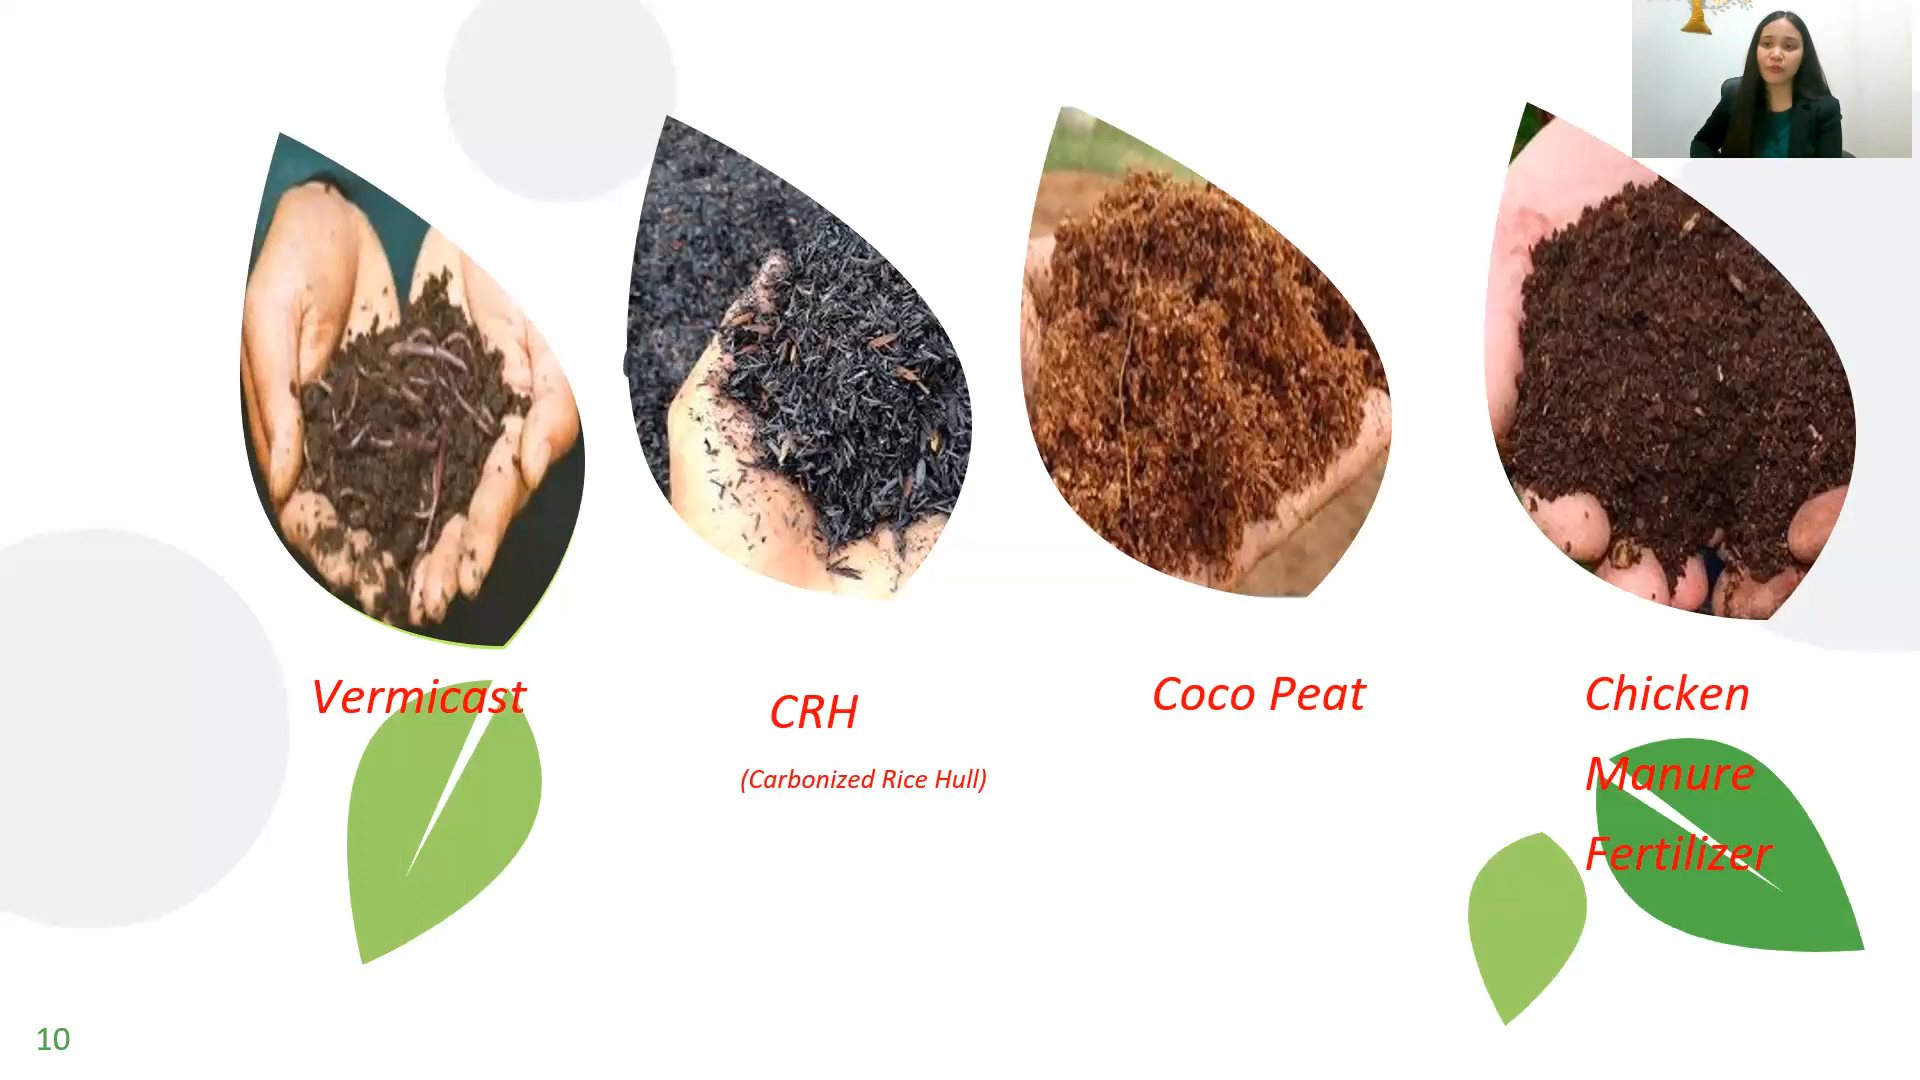 Vermicast
CRH
(Carbonized Rice Hull)
Coco Peat
Chicken
Manure
Fertilizer
10